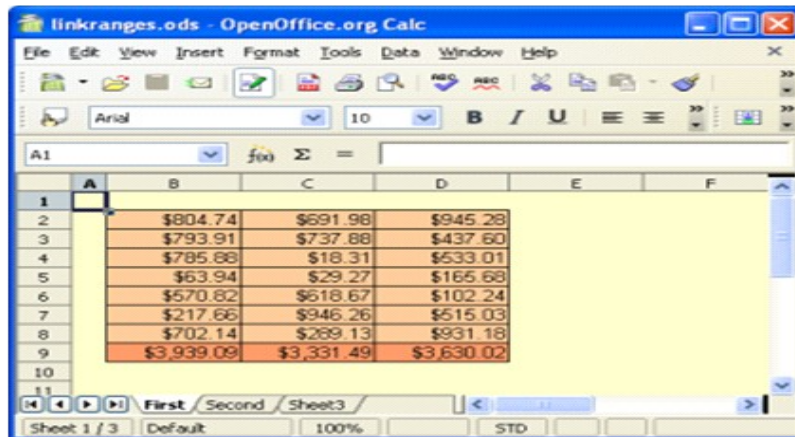 linkranges.ods - OpenOffice.org Calc
File Edit View Insert Format Tools Data Window Help
ABC ABC
Arial 10 B I U
A1 f(x) Σ =
A B C D E F
1
2 $804.74 $691.98 $945.28
3 $793.91 $737.88 $437.60
4 $785.88 $18.31 $533.01
5 $63.94 $29.27 $165.68
6 $570.82 $618.67 $102.24
7 $217.66 $946.26 $515.03
8 $702.14 $289.13 $931.18
9 $3,939.09 $3,331.49 $3,630.02
10
11
First Second Sheet3
Sheet 1 / 3 Default 100% STD